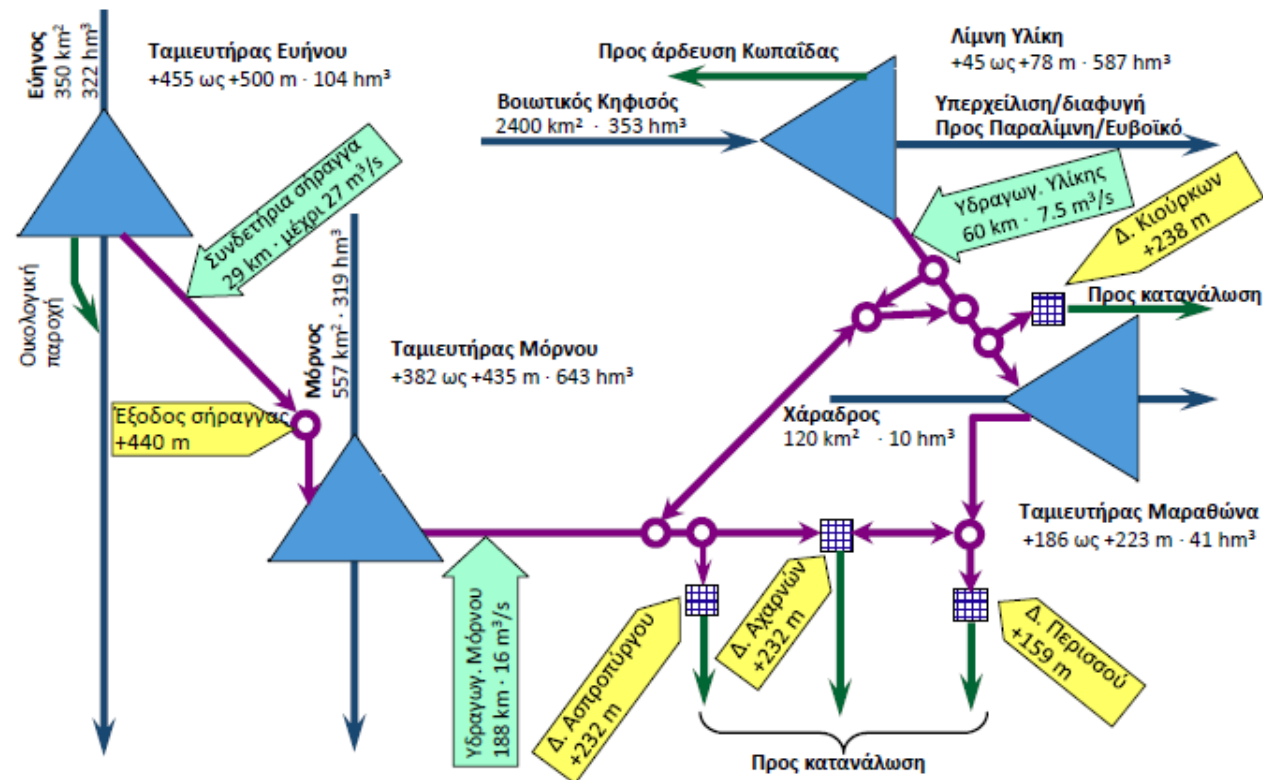 Εύηνος
350 km²
322 hm³
Ταμιευτήρας Ευήνου
+455 ως +500 m · 104 hm³
Προς άρδευση Κωπαΐδας
Λίμνη Υλίκη
+45 ως +78 m · 587 hm³
Βοιωτικός Κηφισός
2400 km² · 353 hm³
Υπερχείλιση/διαφυγή
Προς Παραλίμνη/Ευβοϊκό
Συνδετήρια σήραγγα
29 km · μέχρι 27 m³/s
Υδραγωγ. Υλίκης
60 km · 7.5 m³/s
Δ. Κιούρκων
+238 m
Προς κατανάλωση
Οικολογική
παροχή
Μόρνος
557 km² · 319 hm³
Ταμιευτήρας Μόρνου
+382 ως +435 m · 643 hm³
Έξοδος σήραγγας
+440 m
Χάραδρος
120 km² · 10 hm³
Ταμιευτήρας Μαραθώνα
+186 ως +223 m · 41 hm³
Υδραγωγ. Μόρνου
188 km · 16 m³/s
Δ. Ασπροπύργου
+232 m
Δ. Αχαρνών
+232 m
Δ. Περισσού
+159 m
Προς κατανάλωση